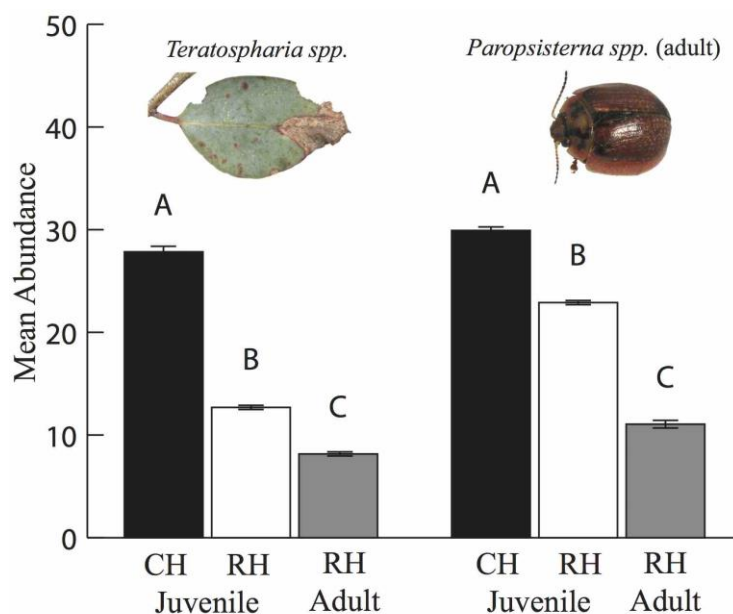 50
Teratospharia spp.
Paropsisterna spp. (adult)
40
A
A
30
B
Mean Abundance
20
B
C
C
10
0
CH RH RH CH RH RH
Juvenile Adult Juvenile Adult